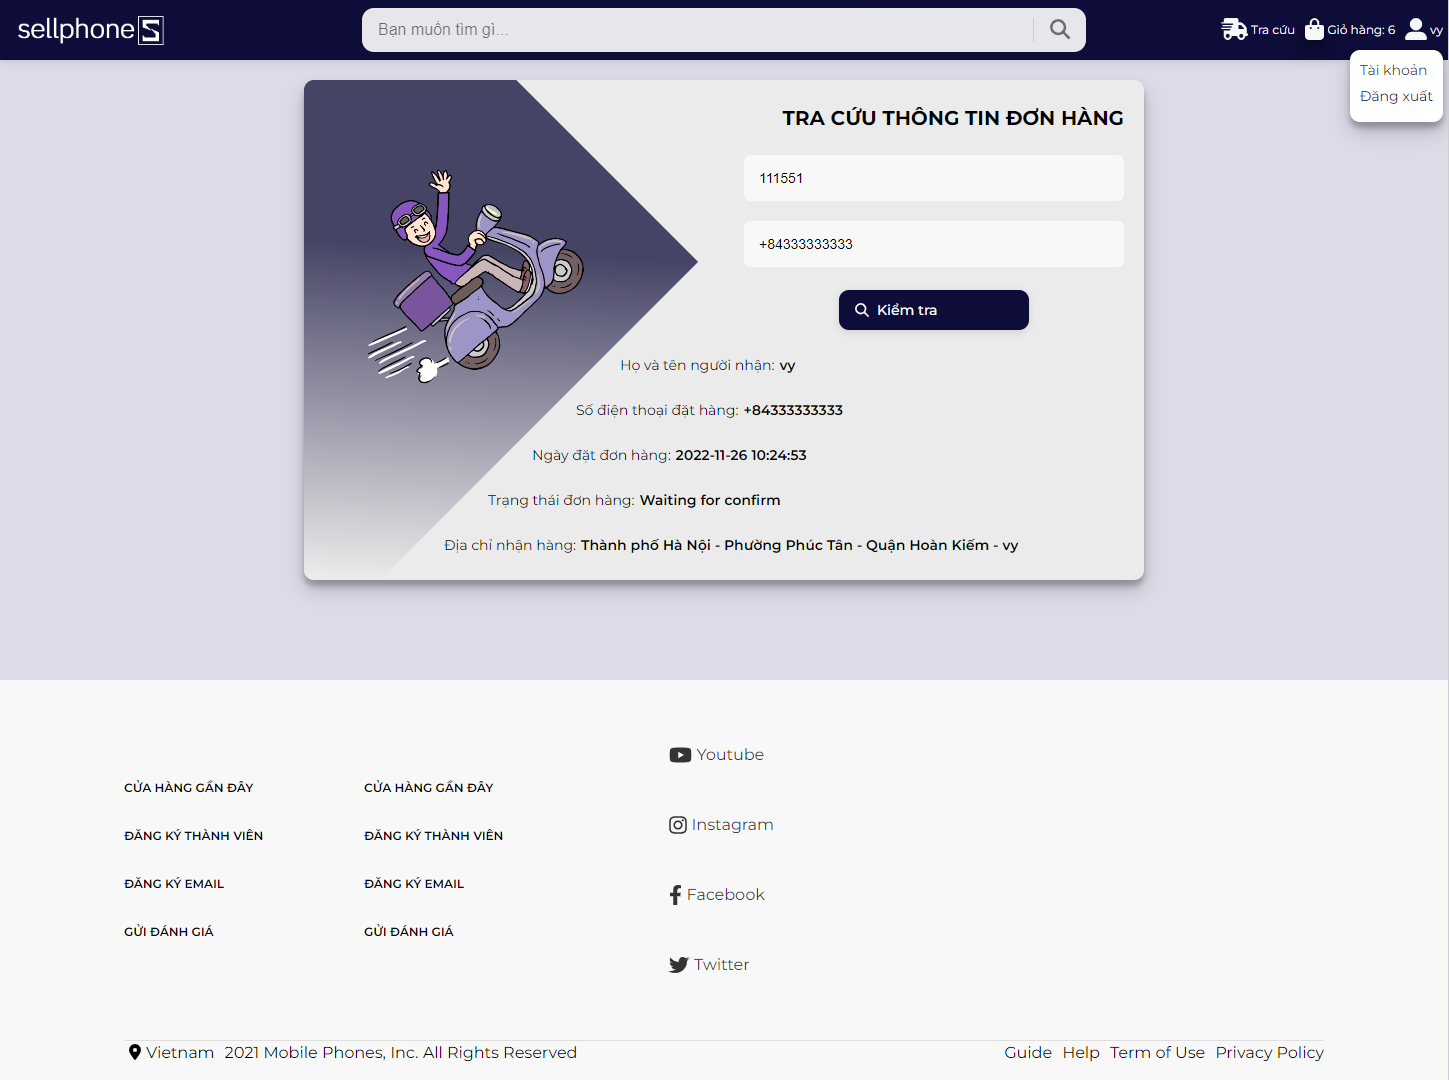 sellphoneS
Bạn muốn tìm gì...
Tra cứu
Giỏ hàng: 6
vy
Tài khoản
Đăng xuất
TRA CỨU THÔNG TIN ĐƠN HÀNG
111551
+84333333333
Kiểm tra
Họ và tên người nhận: vy
Số điện thoại đặt hàng: +84333333333
Ngày đặt đơn hàng: 2022-11-26 10:24:53
Trạng thái đơn hàng: Waiting for confirm
Địa chỉ nhận hàng: Thành phố Hà Nội - Phường Phúc Tân - Quận Hoàn Kiếm - vy
CỬA HÀNG GẦN ĐÂY
ĐĂNG KÝ THÀNH VIÊN
ĐĂNG KÝ EMAIL
GỬI ĐÁNH GIÁ
CỬA HÀNG GẦN ĐÂY
ĐĂNG KÝ THÀNH VIÊN
ĐĂNG KÝ EMAIL
GỬI ĐÁNH GIÁ
Youtube
Instagram
Facebook
Twitter
Vietnam 2021 Mobile Phones, Inc. All Rights Reserved
Guide Help Term of Use Privacy Policy